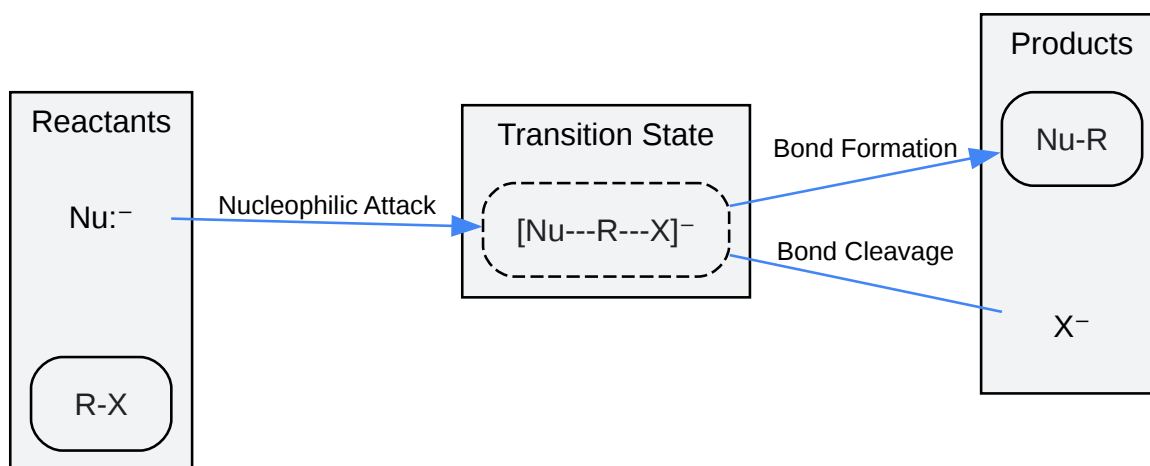 Reactants
Nu:⁻
R-X
Nucleophilic Attack
Transition State
[Nu---R---X]⁻
Bond Formation
Bond Cleavage
Products
Nu-R
X⁻